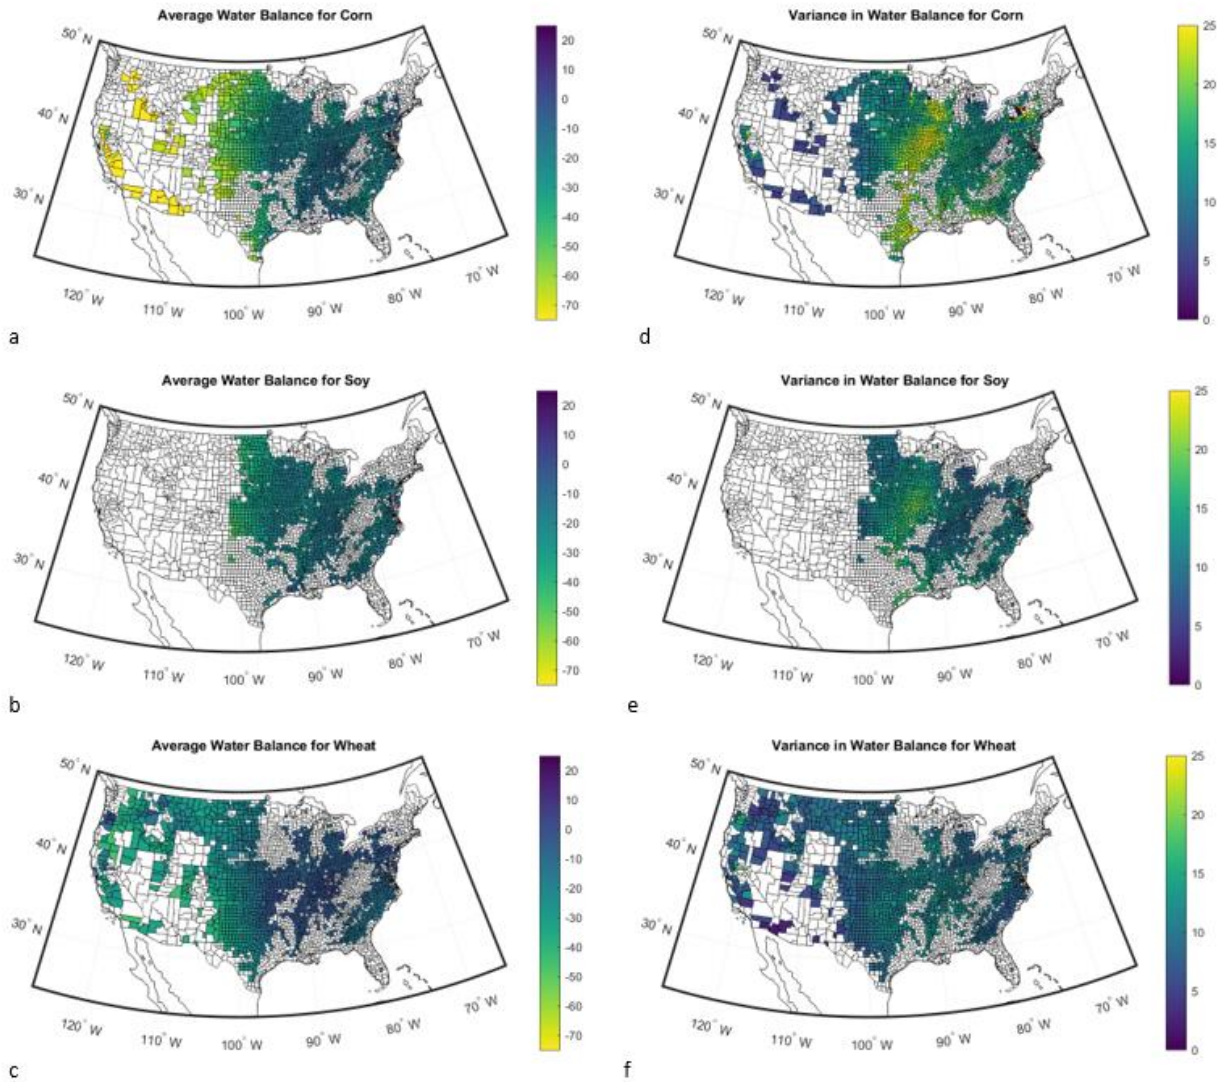 Average Water Balance for Corn
50° N
40° N
30° N
120° W
110° W
100° W
90° W
80° W
70° W
20
10
0
-10
-20
-30
-40
-50
-60
-70
a
Variance in Water Balance for Corn
50° N
40° N
30° N
120° W
110° W
100° W
90° W
80° W
70° W
25
20
15
10
5
0
d
Average Water Balance for Soy
50° N
40° N
30° N
120° W
110° W
100° W
90° W
80° W
70° W
20
10
0
-10
-20
-30
-40
-50
-60
-70
b
Variance in Water Balance for Soy
50° N
40° N
30° N
120° W
110° W
100° W
90° W
80° W
70° W
25
20
15
10
5
0
e
Average Water Balance for Wheat
50° N
40° N
30° N
120° W
110° W
100° W
90° W
80° W
70° W
20
10
0
-10
-20
-30
-40
-50
-60
-70
c
Variance in Water Balance for Wheat
50° N
40° N
30° N
120° W
110° W
100° W
90° W
80° W
70° W
25
20
15
10
5
0
f